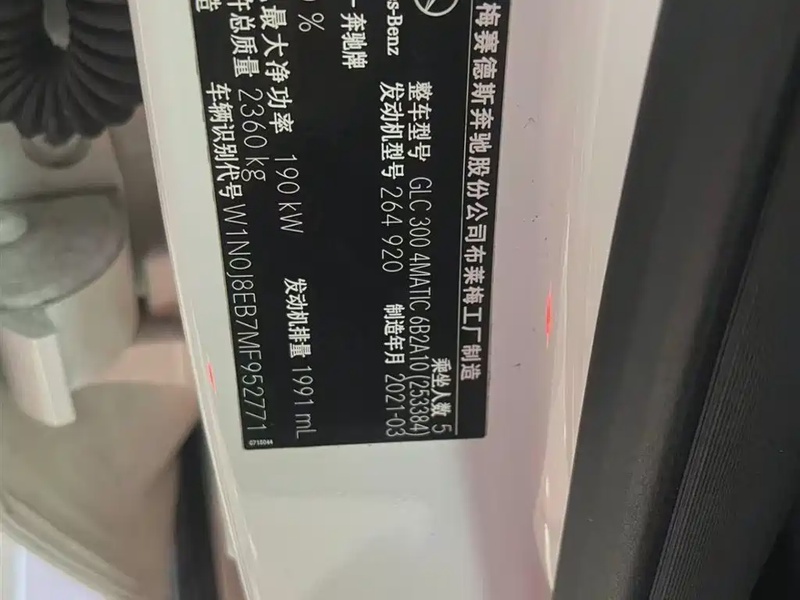 梅赛德斯奔驰股份公司布莱梅工厂制造
s-Benz
整车型号 GLC 300 4MATIC 6B2A10(253384)
乘坐人数 5
奔驰牌
发动机型号 264 920
制造年月 2021-03
%
最大净功率 190 kW
发动机排量 1991 mL
总质量 2360 kg
造
车辆识别代号 W1N0J8EB7MF952771